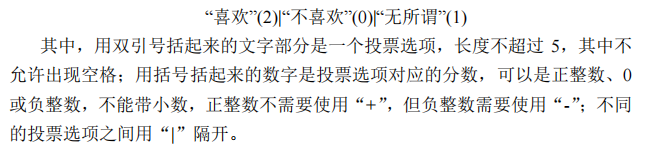 “喜欢”(2)|“不喜欢”(0)|“无所谓”(1)
其中，用双引号括起来的文字部分是一个投票选项，长度不超过 5，其中不
允许出现空格；用括号括起来的数字是投票选项对应的分数，可以是正整数、0
或负整数，不能带小数，正整数不需要使用“+”，但负整数需要使用“-”；不同
的投票选项之间用“|”隔开。